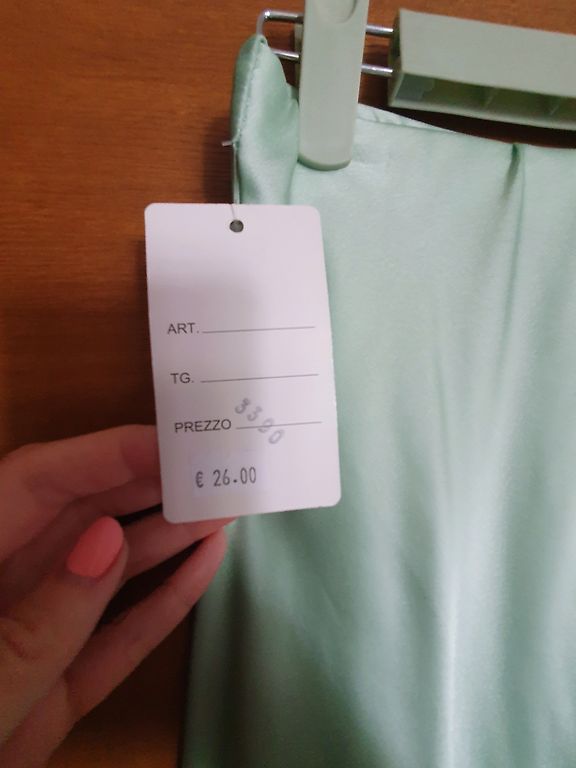 ART.
TG.
PREZZO 3390
€ 26.00